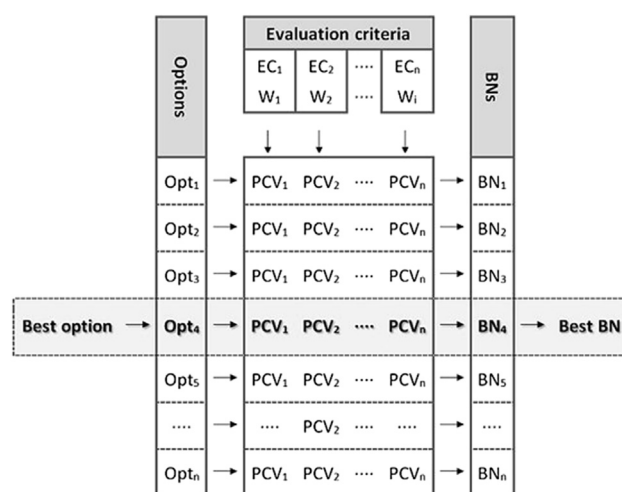 Evaluation criteria
Options
EC₁ EC₂ ···· ECₙ
W₁ W₂ ···· Wᵢ
BNs
Opt₁ → PCV₁ PCV₂ ···· PCVₙ → BN₁
Opt₂ → PCV₁ PCV₂ ···· PCVₙ → BN₂
Opt₃ → PCV₁ PCV₂ ···· PCVₙ → BN₃
Best option → Opt₄ → PCV₁ PCV₂ ···· PCVₙ → BN₄ → Best BN
Opt₅ → PCV₁ PCV₂ ···· PCVₙ → BN₅
···· → ···· PCV₂ ···· ···· → ····
Optₙ → PCV₁ PCV₂ ···· PCVₙ → BNₙ